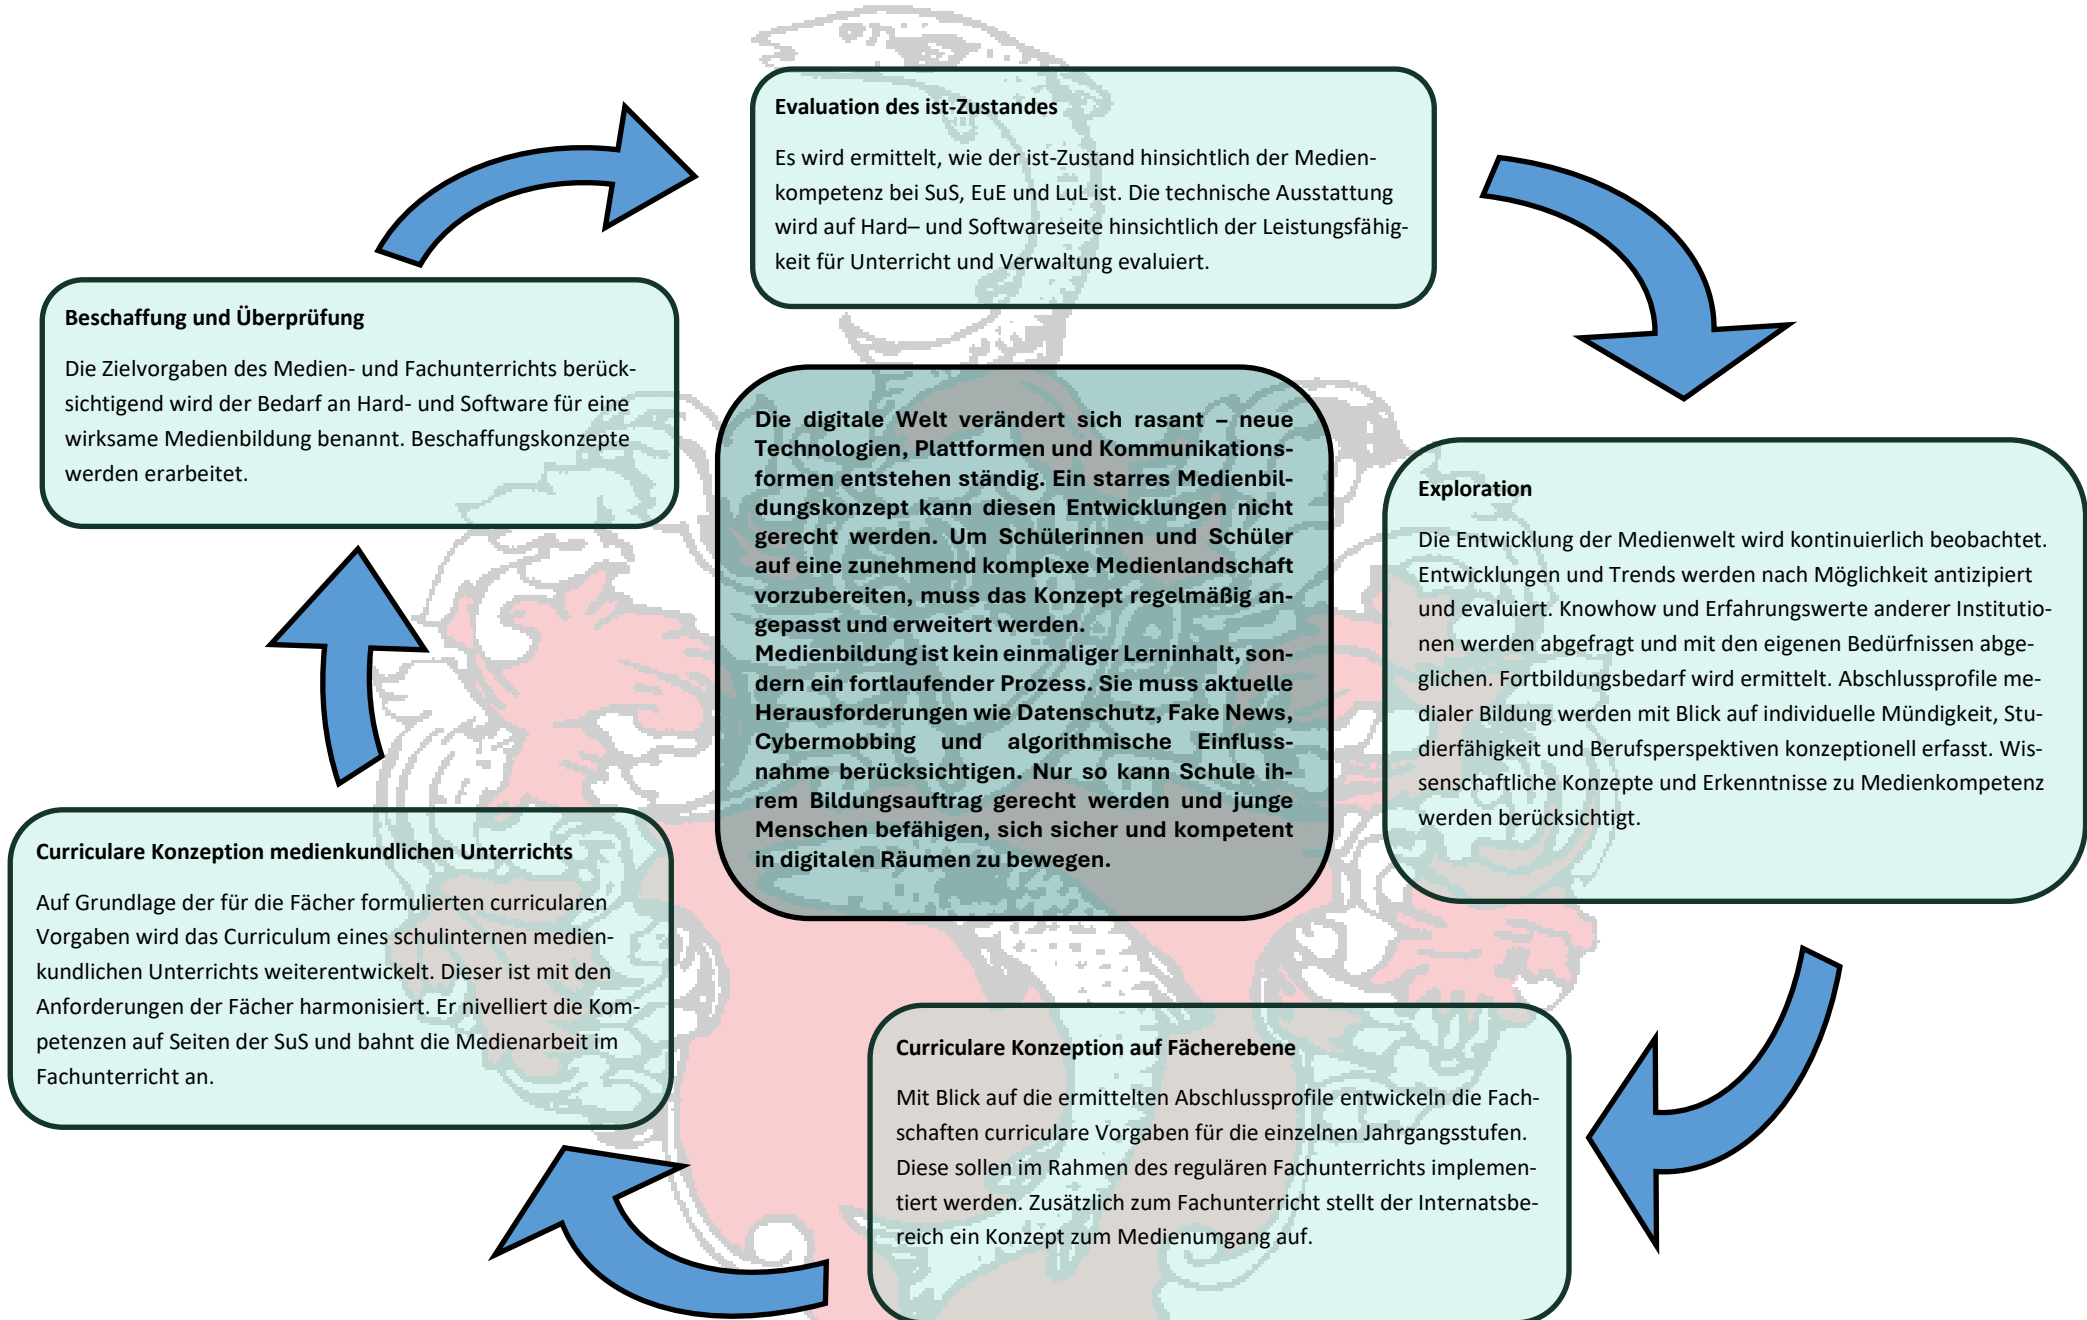 Evaluation des ist-Zustandes
Es wird ermittelt, wie der ist-Zustand hinsichtlich der Medien-
kompetenz bei SuS, EuE und LuL ist. Die technische Ausstattung
wird auf Hard– und Softwareseite hinsichtlich der Leistungsfähig-
keit für Unterricht und Verwaltung evaluiert.
Exploration
Die Entwicklung der Medienwelt wird kontinuierlich beobachtet.
Entwicklungen und Trends werden nach Möglichkeit antizipiert
und evaluiert. Knowhow und Erfahrungswerte anderer Institutio-
nen werden abgefragt und mit den eigenen Bedürfnissen abge-
glichen. Fortbildungsbedarf wird ermittelt. Abschlussprofile me-
dialer Bildung werden mit Blick auf individuelle Mündigkeit, Stu-
dierfähigkeit und Berufsperspektiven konzeptionell erfasst. Wis-
senschaftliche Konzepte und Erkenntnisse zu Medienkompetenz
werden berücksichtigt.
Curriculare Konzeption auf Fächerebene
Mit Blick auf die ermittelten Abschlussprofile entwickeln die Fach-
schaften curriculare Vorgaben für die einzelnen Jahrgangsstufen.
Diese sollen im Rahmen des regulären Fachunterrichts implemen-
tiert werden. Zusätzlich zum Fachunterricht stellt der Internatsbe-
reich ein Konzept zum Medienumgang auf.
Curriculare Konzeption medienkundlichen Unterrichts
Auf Grundlage der für die Fächer formulierten curricularen
Vorgaben wird das Curriculum eines schulinternen medien-
kundlichen Unterrichts weiterentwickelt. Dieser ist mit den
Anforderungen der Fächer harmonisiert. Er nivelliert die Kom-
petenzen auf Seiten der SuS und bahnt die Medienarbeit im
Fachunterricht an.
Beschaffung und Überprüfung
Die Zielvorgaben des Medien- und Fachunterrichts berück-
sichtigend wird der Bedarf an Hard- und Software für eine
wirksame Medienbildung benannt. Beschaffungskonzepte
werden erarbeitet.
Die digitale Welt verändert sich rasant – neue
Technologien, Plattformen und Kommunikations-
formen entstehen ständig. Ein starres Medienbil-
dungskonzept kann diesen Entwicklungen nicht
gerecht werden. Um Schülerinnen und Schüler
auf eine zunehmend komplexe Medienlandschaft
vorzubereiten, muss das Konzept regelmäßig an-
gepasst und erweitert werden.
Medienbildung ist kein einmaliger Lerninhalt, son-
dern ein fortlaufender Prozess. Sie muss aktuelle
Herausforderungen wie Datenschutz, Fake News,
Cybermobbing und algorithmische Einfluss-
nahme berücksichtigen. Nur so kann Schule ih-
rem Bildungsauftrag gerecht werden und junge
Menschen befähigen, sich sicher und kompetent
in digitalen Räumen zu bewegen.